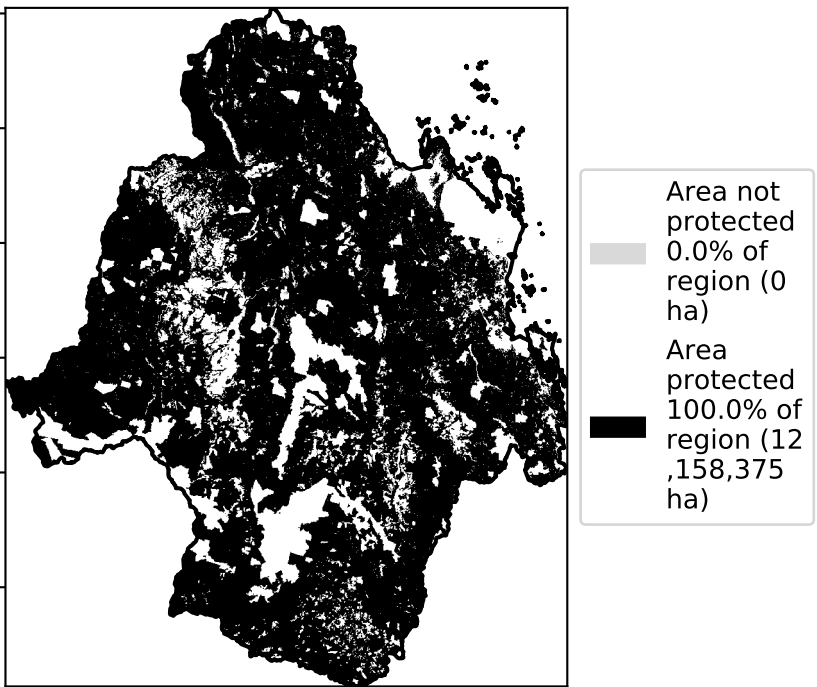 Area not
protected
0.0% of
region (0
ha)
Area
protected
100.0% of
region (12
,158,375
ha)